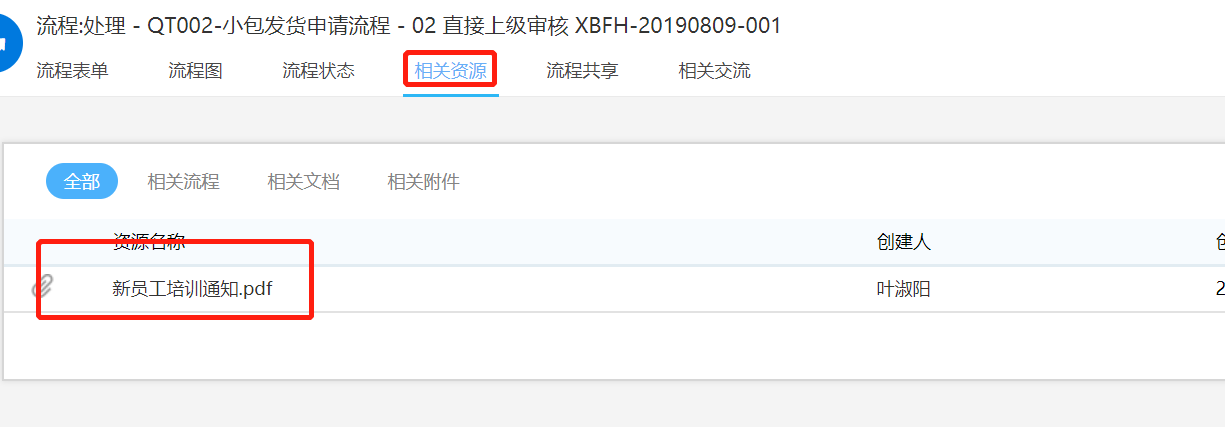 流程:处理 - QT002-小包发货申请流程 - 02 直接上级审核 XBFH-20190809-001
流程表单 流程图 流程状态 相关资源 流程共享 相关交流
全部 相关流程 相关文档 相关附件
资源名称 创建人
新员工培训通知.pdf 叶淑阳 2